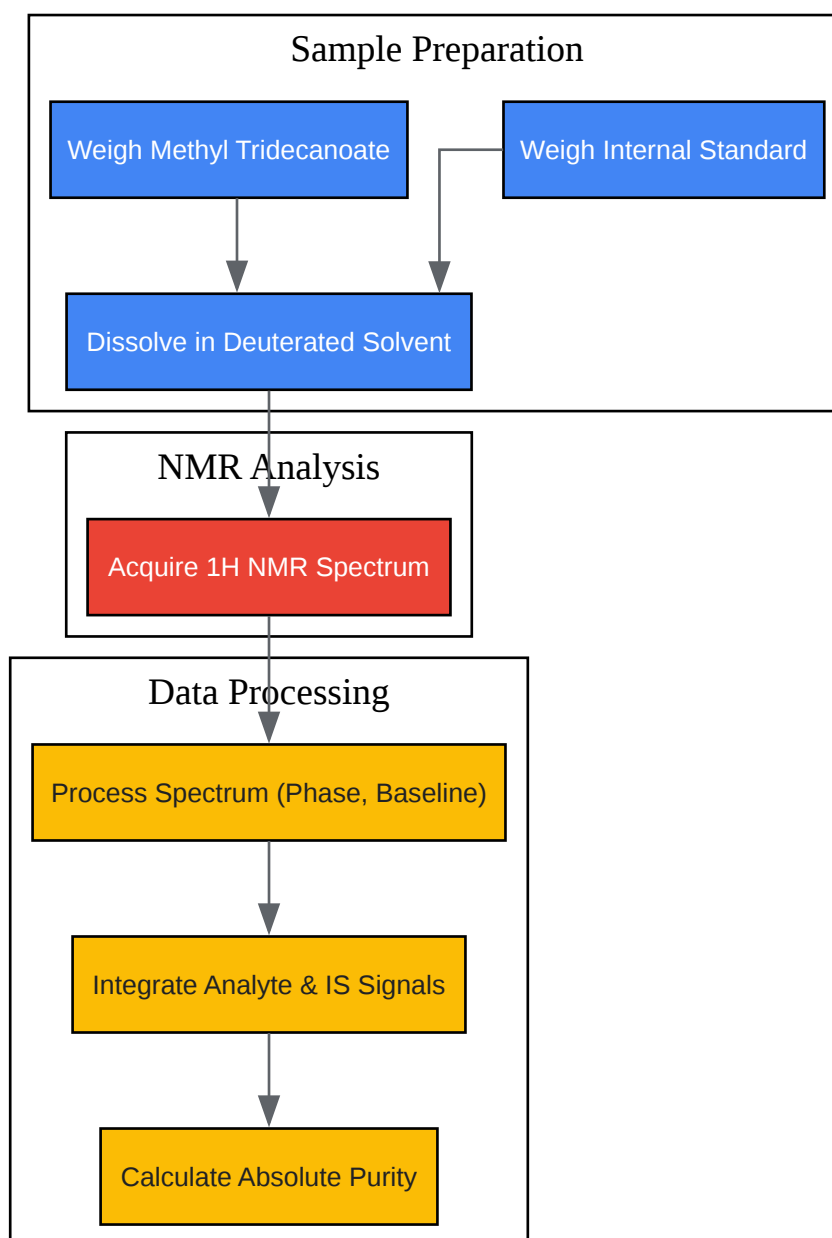 Sample Preparation
Weigh Methyl Tridecanoate
Weigh Internal Standard
Dissolve in Deuterated Solvent
NMR Analysis
Acquire 1H NMR Spectrum
Data Processing
Process Spectrum (Phase, Baseline)
Integrate Analyte & IS Signals
Calculate Absolute Purity